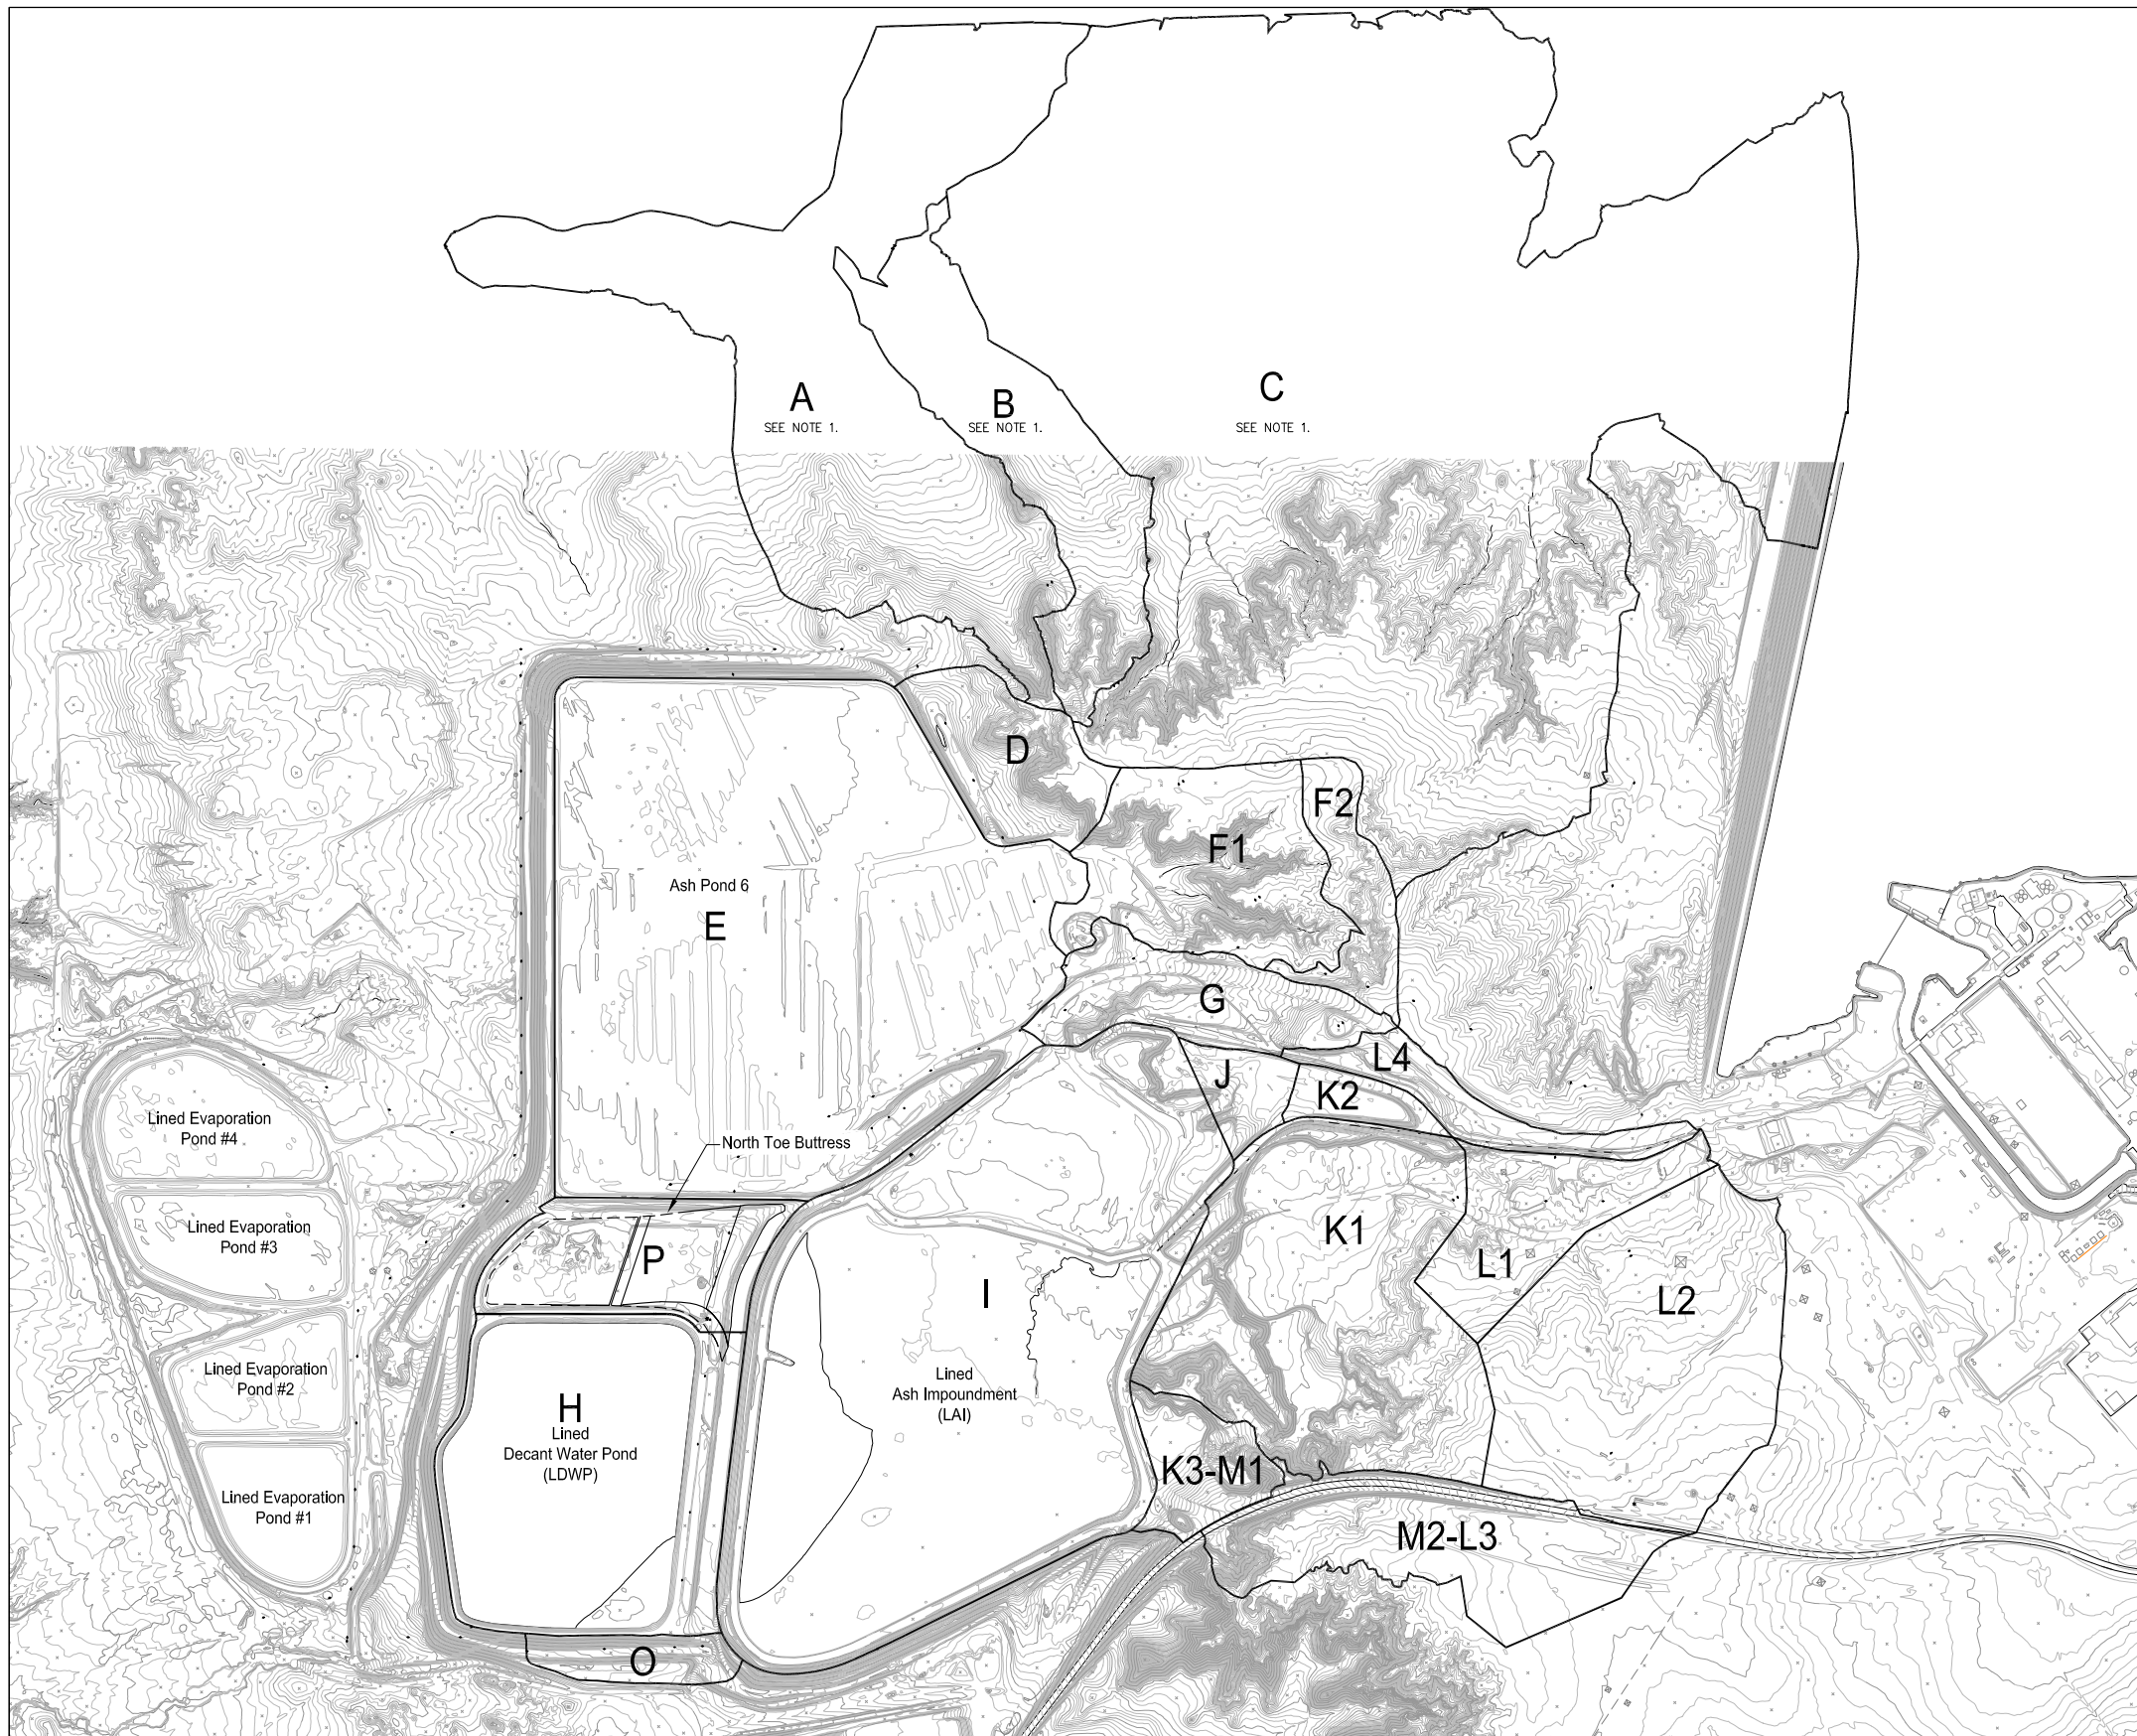 A
SEE NOTE 1.
B
SEE NOTE 1.
C
SEE NOTE 1.
D
F2
F1
Ash Pond 6
E
G
L4
J
K2
Lined Evaporation
Pond #4
North Toe Buttress
Lined Evaporation
Pond #3
P
K1
L1
I
L2
Lined Evaporation
Pond #2
Lined
Ash Impoundment
(LAI)
H
Lined
Decant Water Pond
(LDWP)
K3-M1
Lined Evaporation
Pond #1
M2-L3
O